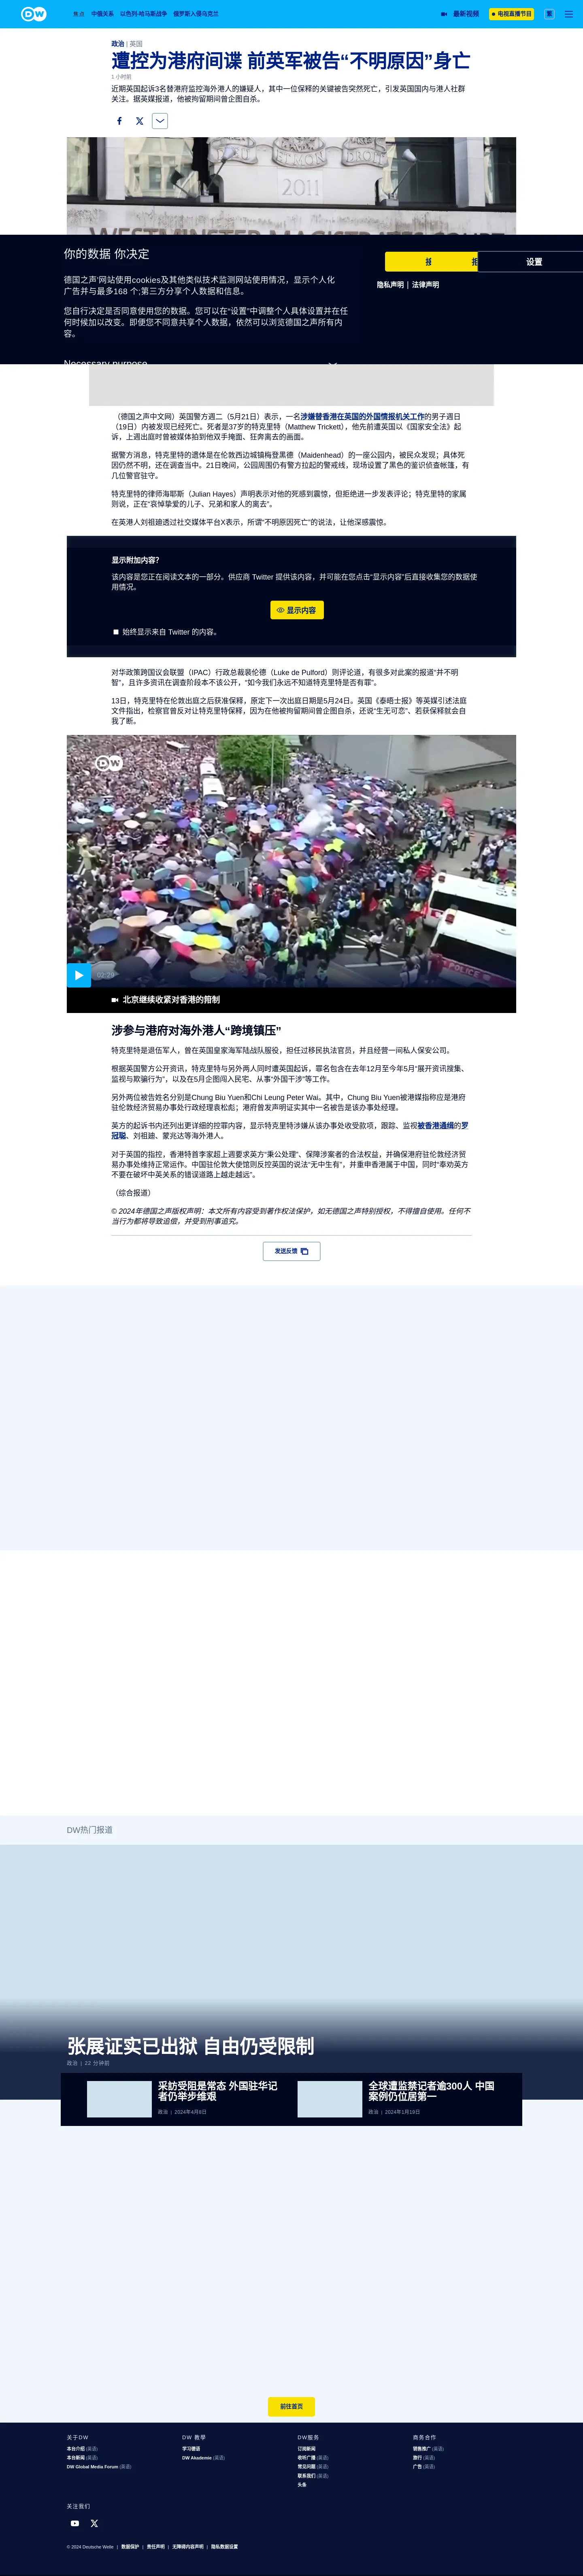 DW
焦点 中俄关系 以色列-哈马斯战争 俄罗斯入侵乌克兰 最新视频 电视直播节目 繁
政治 | 英国
遭控为港府间谍 前英军被告“不明原因”身亡
1 小时前
近期英国起诉3名替港府监控海外港人的嫌疑人，其中一位保释的关键被告突然死亡，引发英国国内与港人社群
关注。据英媒报道，他被拘留期间曾企图自杀。
WESTMINSTER MAGISTRATES COURT
你的数据 你决定
德国之声’网站使用cookies及其他类似技术监测网站使用情况，显示个性化
广告并与最多168 个;第三方分享个人数据和信息。
您自行决定是否同意使用您的数据。您可以在“设置”中调整个人具体设置并在任
何时候加以改变。即便您不同意共享个人数据，依然可以浏览德国之声所有内
容。
设置
隐私声明 | 法律声明
Necessary purpose
（德国之声中文网）英国警方週二（5月21日）表示，一名涉嫌替香港在英国的外国情报机关工作的男子週日
（19日）内被发现已经死亡。死者是37岁的特克里特（Matthew Trickett），他先前遭英国以《国家安全法》起
诉，上週出庭时曾被媒体拍到他双手掩面、狂奔离去的画面。
据警方消息，特克里特的遗体是在伦敦西边城镇梅登黑德（Maidenhead）的一座公园内，被民众发现；具体死
因仍然不明，还在调查当中。21日晚间，公园周围仍有警方拉起的警戒线，现场设置了黑色的鉴识侦查帐篷，有
几位警官驻守。
特克里特的律师海耶斯（Julian Hayes）声明表示对他的死感到震惊，但拒绝进一步发表评论；特克里特的家属
则说，正在“哀悼挚爱的儿子、兄弟和家人的离去”。
在英港人刘祖廸透过社交媒体平台X表示，所谓“不明原因死亡”的说法，让他深感震惊。
显示附加内容？
该内容是您正在阅读文本的一部分。供应商 Twitter 提供该内容，并可能在您点击“显示内容”后直接收集您的数据使
用情况。
显示内容
始终显示来自 Twitter 的内容。
对华政策跨国议会联盟（IPAC）行政总裁裴伦德（Luke de Pulford）则评论道，有很多对此案的报道“并不明
智”，且许多资讯在调查阶段本不该公开，“如今我们永远不知道特克里特是否有罪”。
13日，特克里特在伦敦出庭之后获准保释，原定下一次出庭日期是5月24日。英国《泰晤士报》等英媒引述法庭
文件指出，检察官曾反对让特克里特保释，因为在他被拘留期间曾企图自杀，还说“生无可恋”、若获保释就会自
我了断。
DW
02:26
北京继续收紧对香港的箝制
涉参与港府对海外港人“跨境镇压”
特克里特是退伍军人，曾在英国皇家海军陆战队服役，担任过移民执法官员，并且经营一间私人保安公司。
根据英国警方公开资讯，特克里特与另外两人同时遭英国起诉，罪名包含在去年12月至今年5月“展开资讯搜集、
监视与欺骗行为”，以及在5月企图闯入民宅、从事“外国干涉”等工作。
另外两位被告姓名分别是Chung Biu Yuen和Chi Leung Peter Wai。其中，Chung Biu Yuen被港媒指称应是港府
驻伦敦经济贸易办事处行政经理袁松彪；港府曾发声明证实其中一名被告是该办事处经理。
英方的起诉书内还列出更详细的控罪内容，显示特克里特涉嫌从该办事处收受款项，跟踪、监视被香港通缉的罗
冠聪、刘祖廸、蒙兆达等海外港人。
对于英国的指控，香港特首李家超上週要求英方“秉公处理”、保障涉案者的合法权益，并确保港府驻伦敦经济贸
易办事处维持正常运作。中国驻伦敦大使馆则反控英国的说法“无中生有”，并重申香港属于中国，同时“奉劝英方
不要在破坏中英关系的错误道路上越走越远”。
（综合报道）
© 2024年德国之声版权声明：本文所有内容受到著作权法保护，如无德国之声特别授权，不得擅自使用。任何不
当行为都将导致追偿，并受到刑事追究。
发送反馈
DW热门报道
张展证实已出狱 自由仍受限制
政治 | 22 分钟前
采訪受阻是常态 外国驻华记
者仍举步维艰
政治 | 2024年4月8日
全球遭监禁记者逾300人 中国
案例仍位居第一
政治 | 2024年1月19日
前往首页
关于DW
本台介绍 (英语)
本台新闻 (英语)
DW Global Media Forum (英语)
DW 教學
学习德语
DW Akademie (英语)
DW服务
订阅新闻
收听广播 (英语)
常见问题 (英语)
联系我们 (英语)
头条
商务合作
销售推广 (英语)
旅行 (英语)
广告 (英语)
关注我们
© 2024 Deutsche Welle | 数据保护 | 责任声明 | 无障碍内容声明 | 隐私数据设置